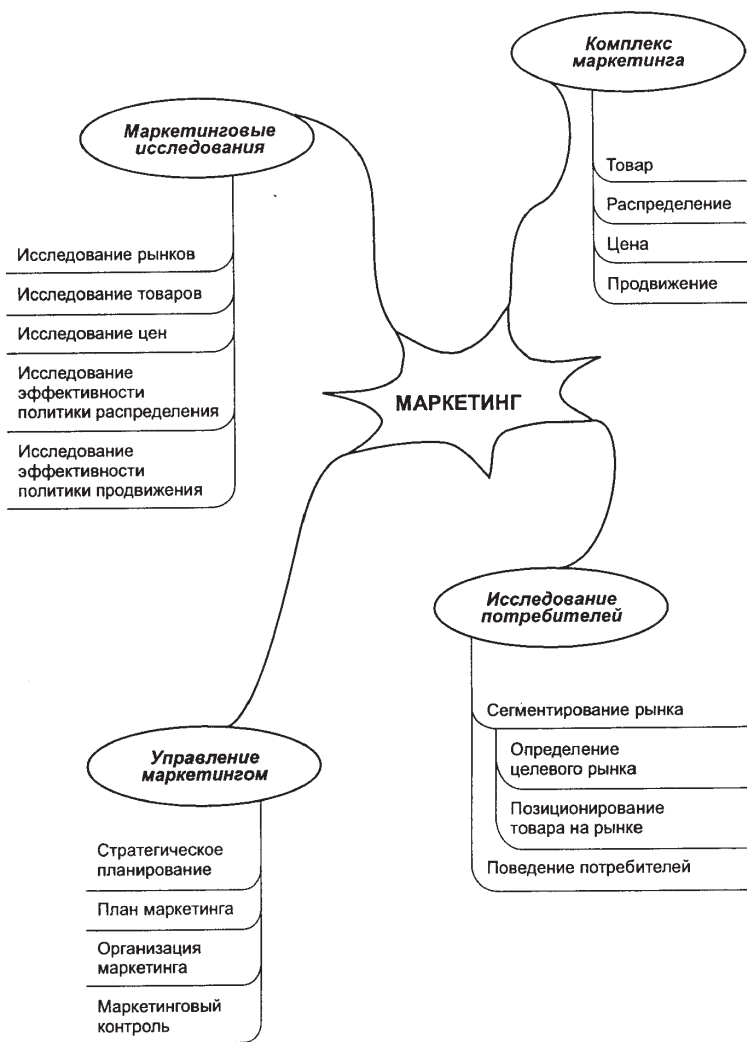 Комплекс
маркетинга
Товар
Распределение
Цена
Продвижение
Маркетинговые
исследования
Исследование рынков
Исследование товаров
Исследование цен
Исследование
эффективности
политики распределения
Исследование
эффективности
политики продвижения
МАРКЕТИНГ
Исследование
потребителей
Сегментирование рынка
Определение
целевого рынка
Позиционирование
товара на рынке
Поведение потребителей
Управление
маркетингом
Стратегическое
планирование
План маркетинга
Организация
маркетинга
Маркетинговый
контроль